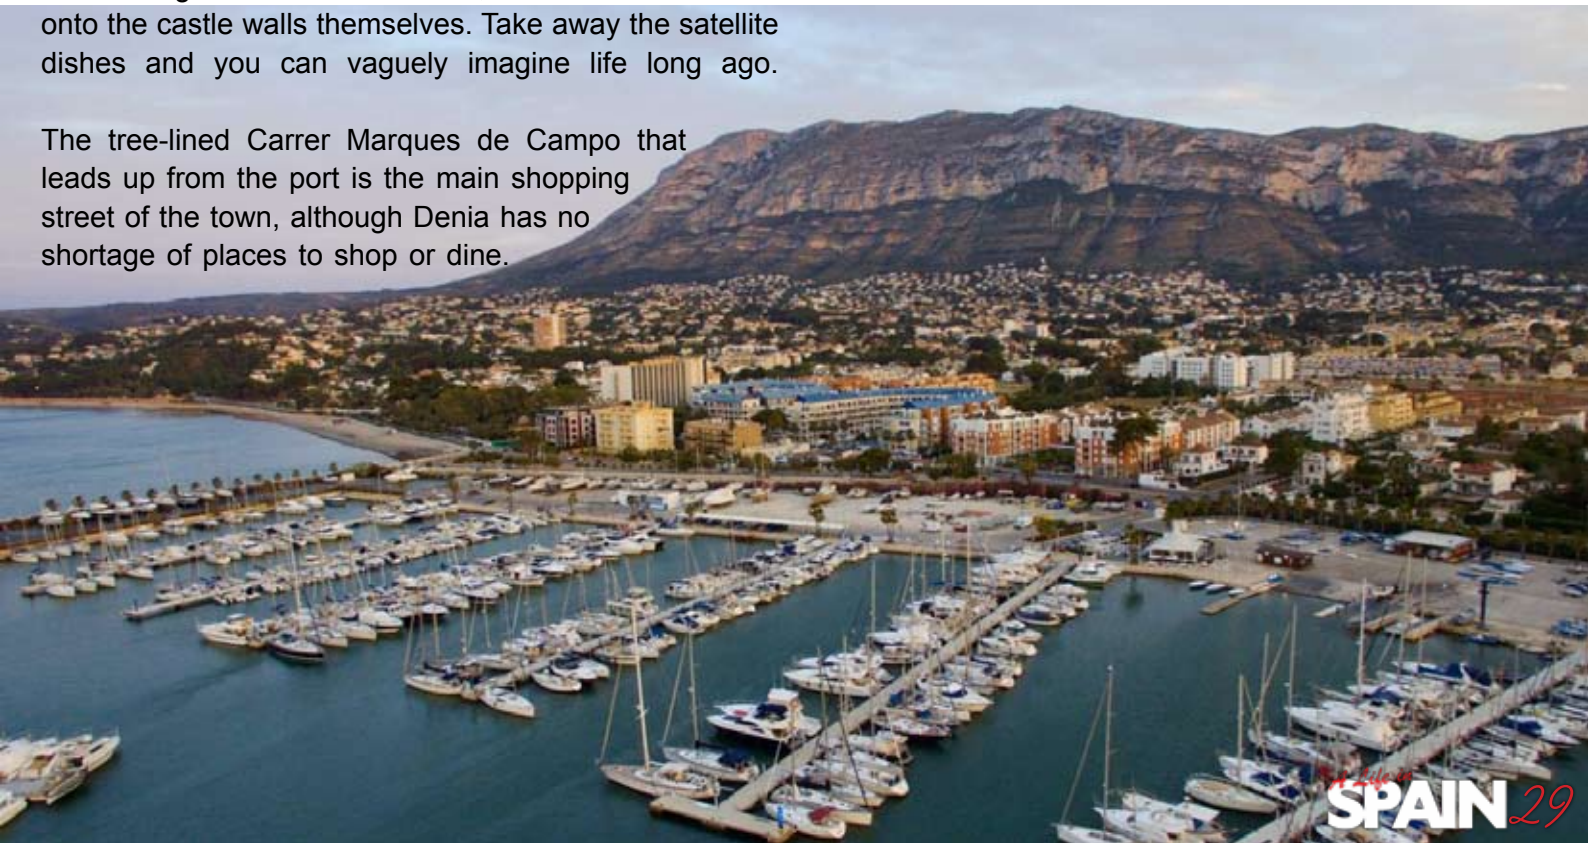 onto the castle walls themselves. Take away the satellite
dishes and you can vaguely imagine life long ago.
The tree-lined Carrer Marques de Campo that
leads up from the port is the main shopping
street of the town, although Denia has no
shortage of places to shop or dine.
A Life in
SPAIN 29